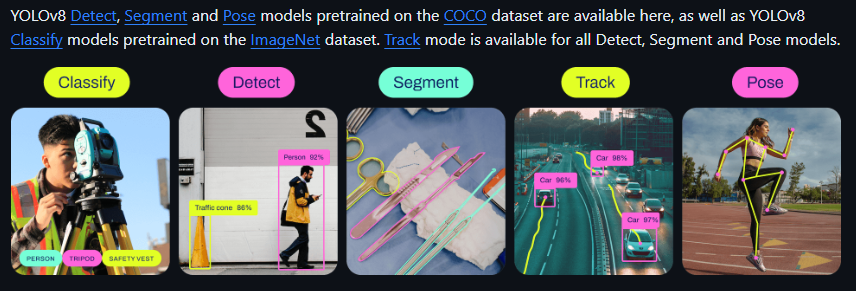 YOLOv8 Detect, Segment and Pose models pretrained on the COCO dataset are available here, as well as YOLOv8
Classify models pretrained on the ImageNet dataset. Track mode is available for all Detect, Segment and Pose models.
Classify
Detect
Segment
Track
Pose
PERSON
TRIPOD
SAFETY VEST
2
Person 92%
Traffic cone 86%
Car 98%
Car 96%
Car 97%